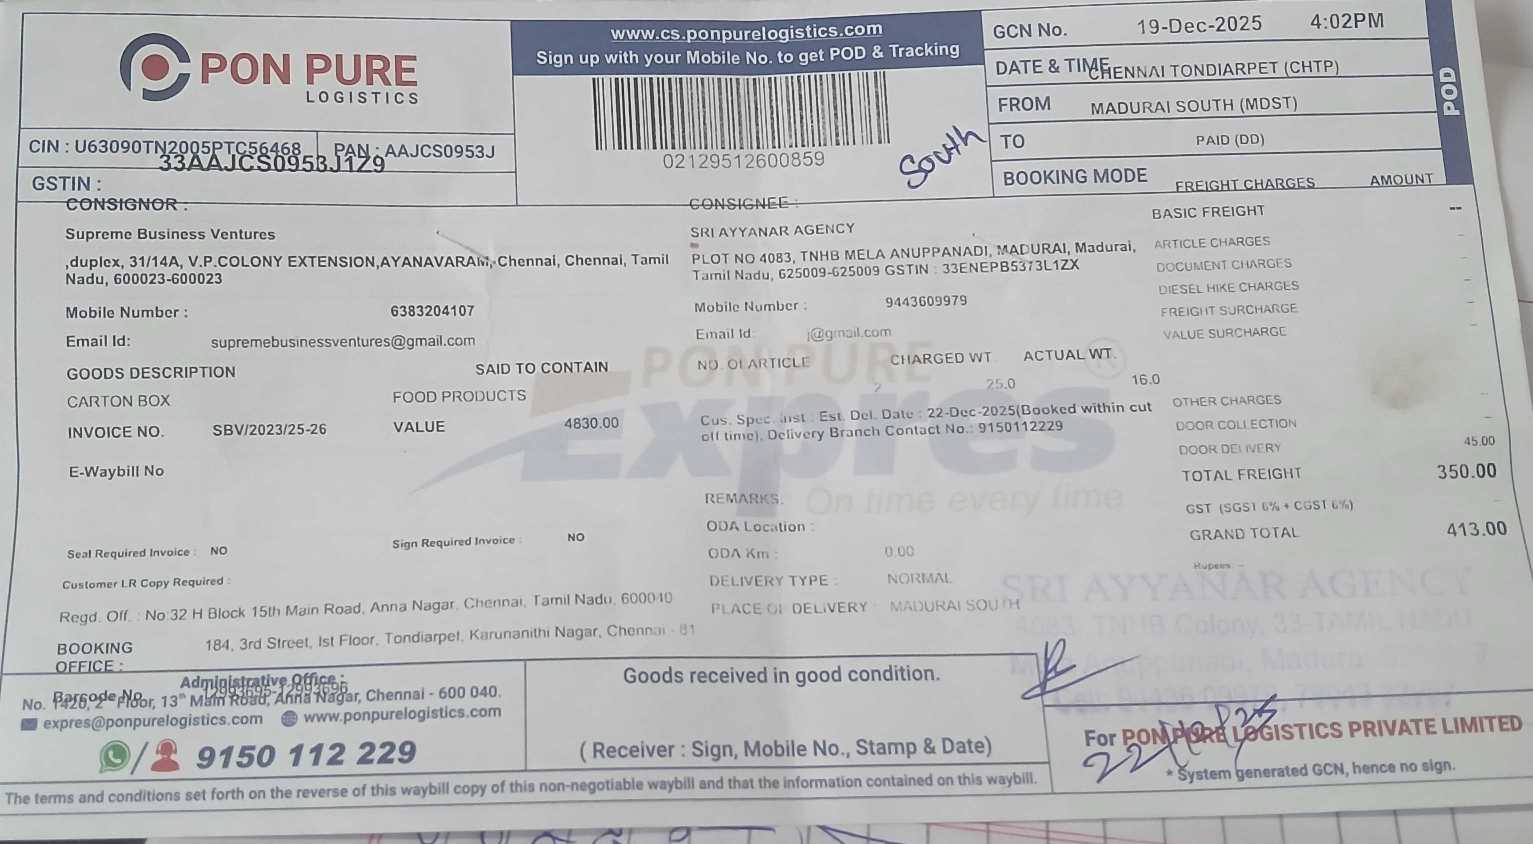 PON PURE
LOGISTICS
www.cs.ponpurelogistics.com
Sign up with your Mobile No. to get POD & Tracking
02129512600859
South
GCN No. 19-Dec-2025 4:02PM
DATE & TIME CHENNAI TONDIARPET (CHTP)
FROM MADURAI SOUTH (MDST)
TO PAID (DD)
BOOKING MODE FREIGHT CHARGES AMOUNT
POD
CIN : U63090TN2005PTC56468 PAN : AAJCS0953J
33AAJCS0953J1Z9
GSTIN :
CONSIGNOR :
Supreme Business Ventures
,duplex, 31/14A, V.P.COLONY EXTENSION,AYANAVARAM, Chennai, Chennai, Tamil
Nadu, 600023-600023
Mobile Number : 6383204107
Email Id: supremebusinessventures@gmail.com
GOODS DESCRIPTION SAID TO CONTAIN
CARTON BOX FOOD PRODUCTS
INVOICE NO. SBV/2023/25-26 VALUE 4830.00
E-Waybill No
Seal Required Invoice : NO Sign Required Invoice : NO
Customer LR Copy Required :
CONSIGNEE :
SRI AYYANAR AGENCY
PLOT NO 4083, TNHB MELA ANUPPANADI, MADURAI, Madurai,
Tamil Nadu, 625009-625009 GSTIN : 33ENEPB5373L1ZX
Mobile Number : 9443609979
Email Id: j@gmail.com
NO. OF ARTICLE CHARGED WT ACTUAL WT.
2 25.0 16.0
Cus. Spec. Inst : Est. Del. Date : 22-Dec-2025(Booked within cut
off time), Delivery Branch Contact No.: 9150112229
PON PURE
Expres ®
On time every time
REMARKS:
ODA Location :
ODA Km : 0.00
DELIVERY TYPE : NORMAL
PLACE OF DELIVERY : MADURAI SOUTH
BASIC FREIGHT --
ARTICLE CHARGES -
DOCUMENT CHARGES -
DIESEL HIKE CHARGES -
FREIGHT SURCHARGE -
VALUE SURCHARGE -
OTHER CHARGES -
DOOR COLLECTION -
DOOR DELIVERY 45.00
TOTAL FREIGHT 350.00
GST (SGST 6% + CGST 6%) -
GRAND TOTAL 413.00
Rupees -
Regd. Off. : No:32 H Block 15th Main Road, Anna Nagar, Chennai, Tamil Nadu, 600040
BOOKING OFFICE : 184, 3rd Street, Ist Floor, Tondiarpet, Karunanithi Nagar, Chennai - 81
SRI AYYANAR AGENCY
4083, TNHB Colony, 33-TAMIL NADU
Administrative Office :
Barcode No 12993695-12993696
No. 1426, 2nd Floor, 13th Main Road, Anna Nagar, Chennai - 600 040.
expres@ponpurelogistics.com www.ponpurelogistics.com
9150 112 229
Goods received in good condition.
( Receiver : Sign, Mobile No., Stamp & Date)
For PON PURE LOGISTICS PRIVATE LIMITED
* System generated GCN, hence no sign.
The terms and conditions set forth on the reverse of this waybill copy of this non-negotiable waybill and that the information contained on this waybill.